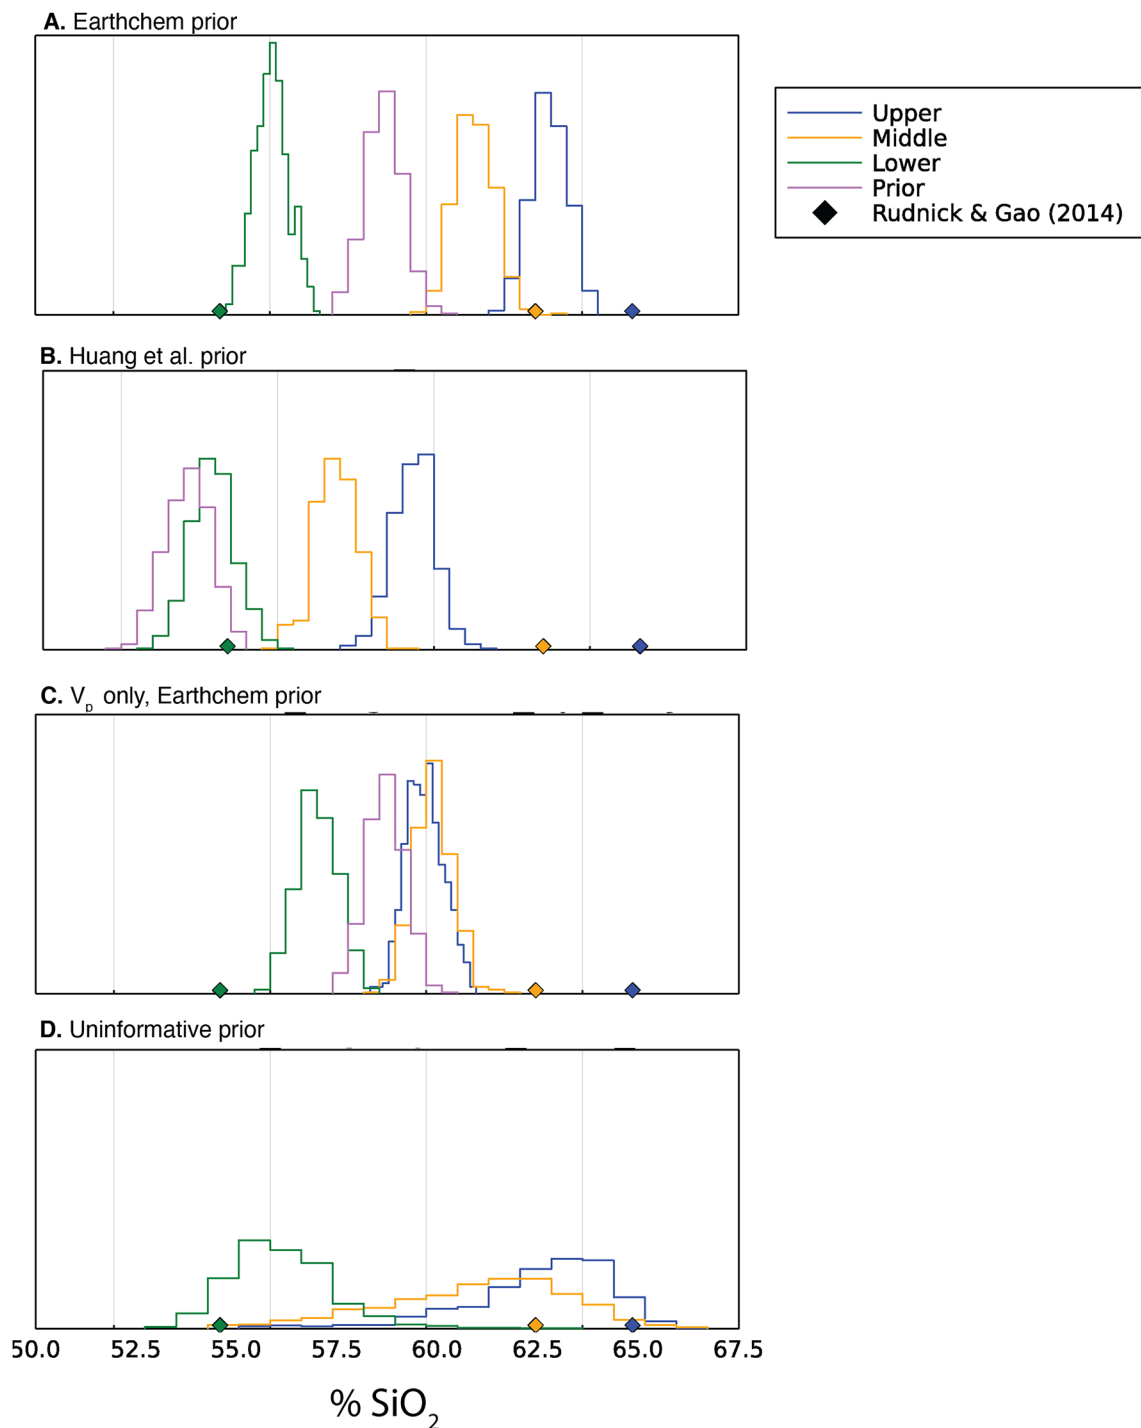 A. Earthchem prior
Upper
Middle
Lower
Prior
Rudnick & Gao (2014)
B. Huang et al. prior
C. Vp only, Earthchem prior
D. Uninformative prior
50.0 52.5 55.0 57.5 60.0 62.5 65.0 67.5
% SiO2